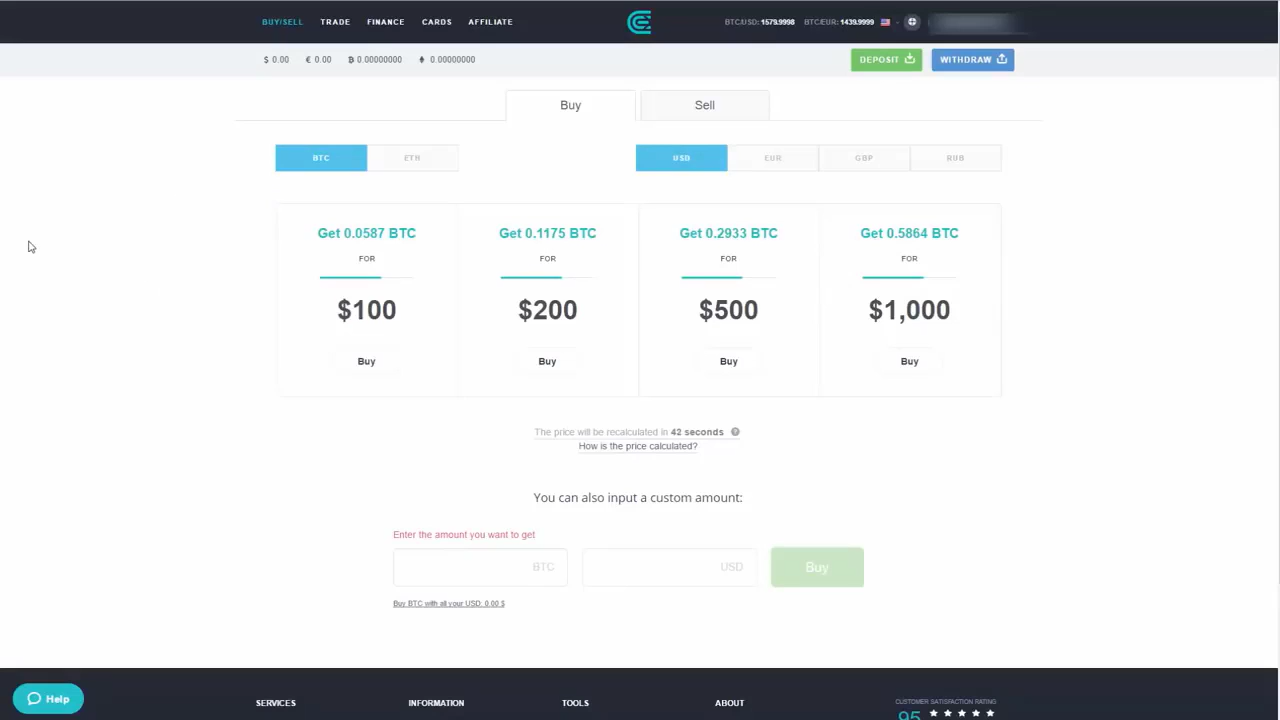 BUY/SELL TRADE FINANCE CARDS AFFILIATE BTC/USD: 1579.9998 BTC/EUR: 1439.9999
$ 0.00 € 0.00 ฿ 0.00000000 0.00000000 DEPOSIT WITHDRAW
Buy Sell
BTC ETH USD EUR GBP RUB
Get 0.0587 BTC Get 0.1175 BTC Get 0.2933 BTC Get 0.5864 BTC
FOR FOR FOR FOR
$100 $200 $500 $1,000
Buy Buy Buy Buy
The price will be recalculated in 42 seconds ?
How is the price calculated?
You can also input a custom amount:
Enter the amount you want to get
BTC USD Buy
Buy BTC with all your USD: 0.00 $
Help
SERVICES INFORMATION TOOLS ABOUT CUSTOMER SATISFACTION RATING
95